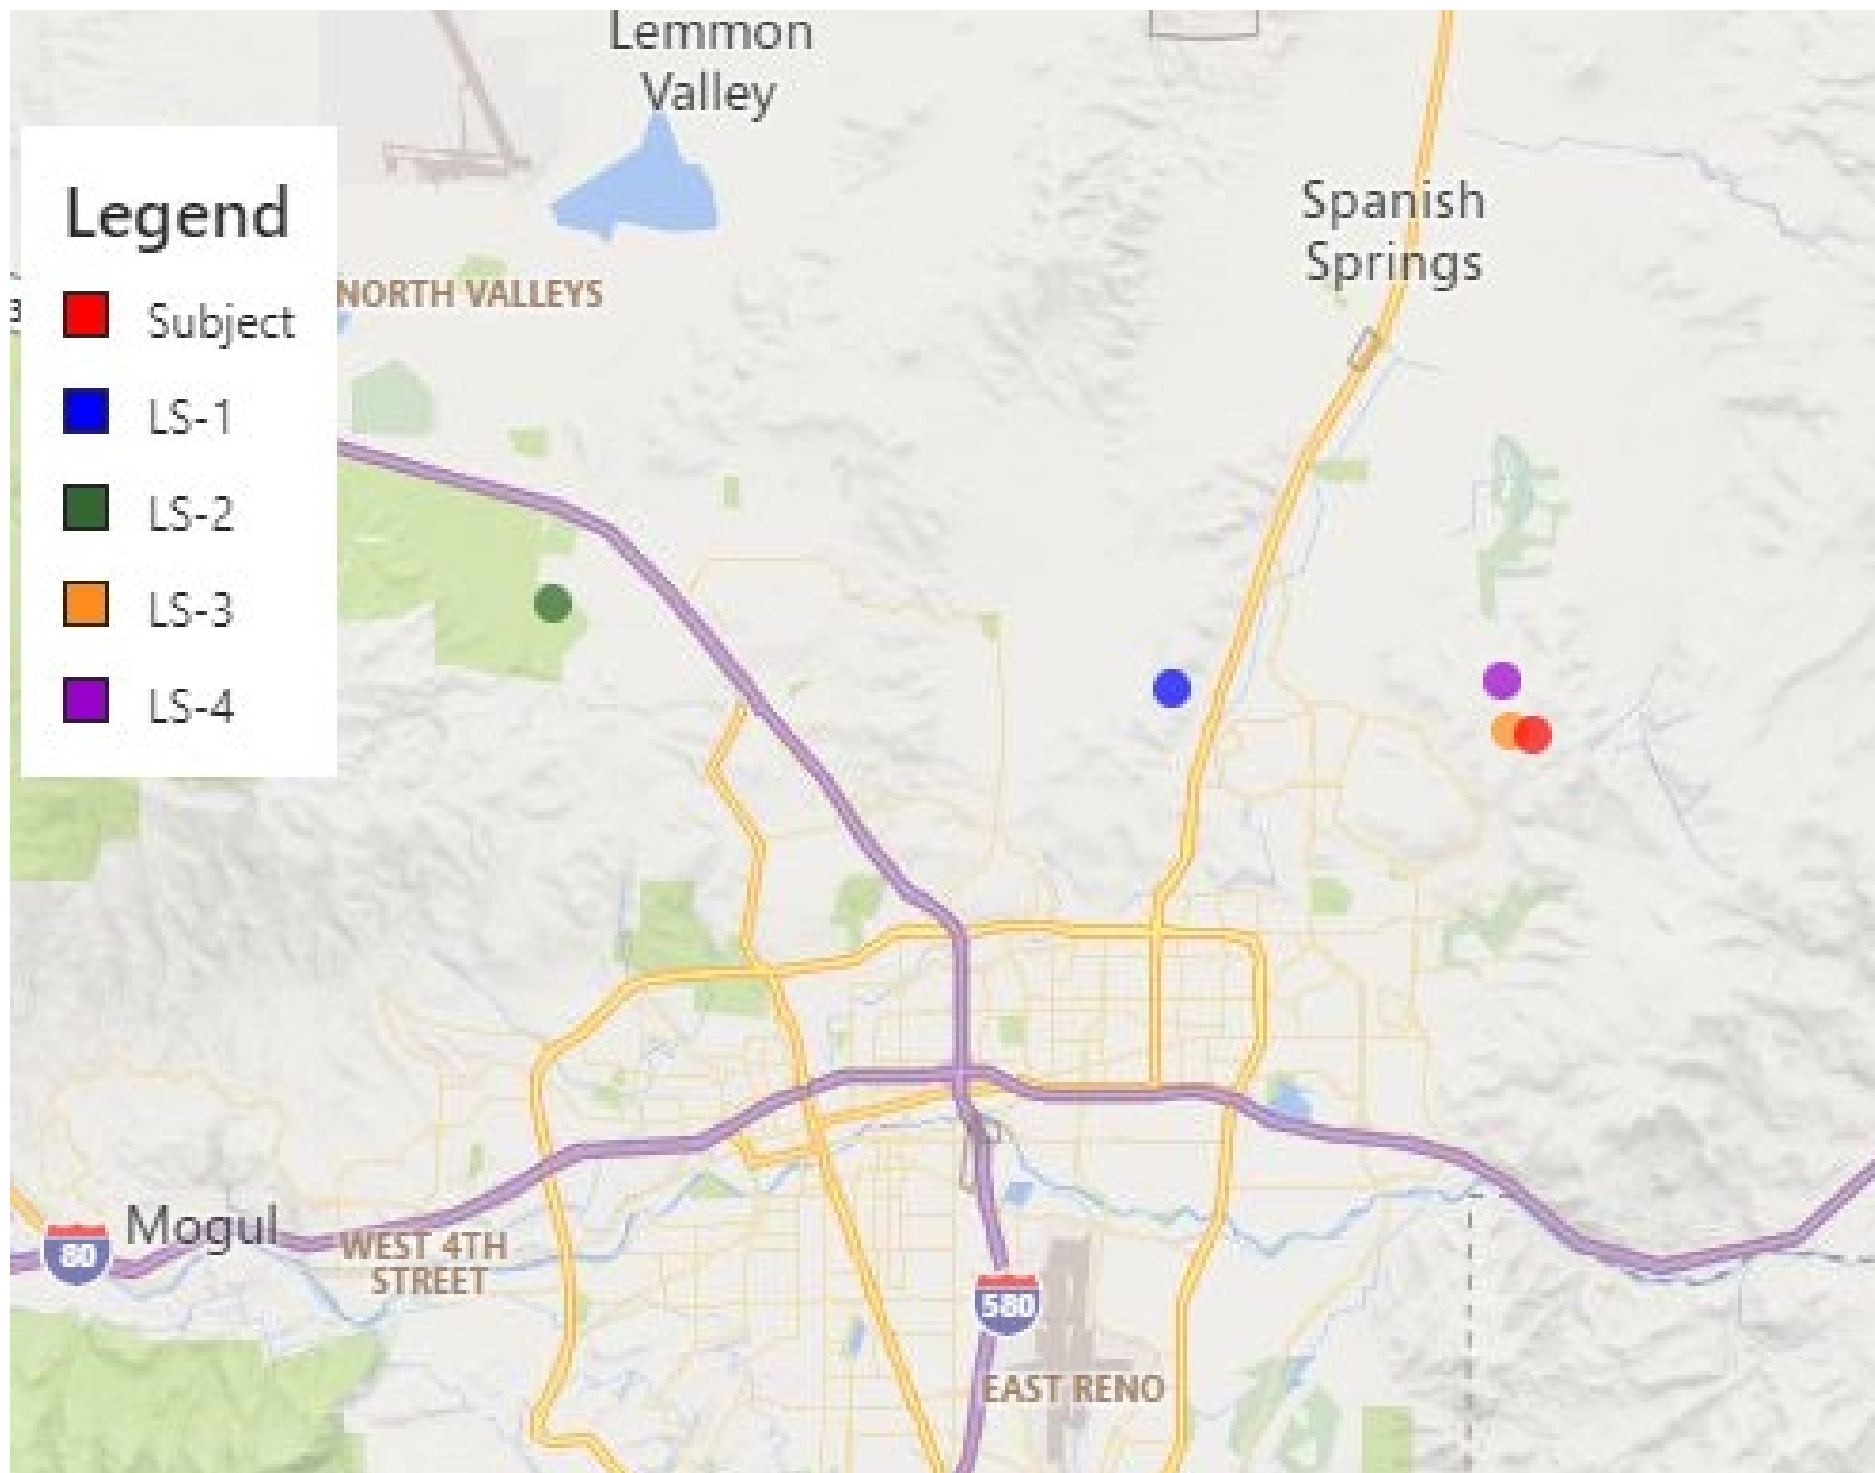 Lemmon
Valley
Spanish
Springs
Legend
Subject
LS-1
LS-2
LS-3
LS-4
NORTH VALLEYS
Mogul
80
WEST 4TH
STREET
580
EAST RENO